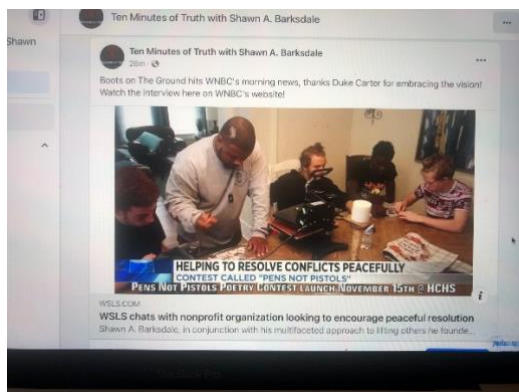 Ten Minutes of Truth with Shawn A. Barksdale
Shawn
Ten Minutes of Truth with Shawn A. Barksdale
28m
Boots on The Ground hits WNBC's morning news, thanks Duke Carter for embracing the vision!
Watch the interview here on WNBC's website!
HELPING TO RESOLVE CONFLICTS PEACEFULLY
CONTEST CALLED "PENS NOT PISTOLS"
PENS NOT PISTOLS POETRY CONTEST LAUNCH NOVEMBER 15TH @ HCHS
WSLS.COM
WSLS chats with nonprofit organization looking to encourage peaceful resolution
Shawn A. Barksdale, in conjunction with his multifaceted approach to lifting others he founde...